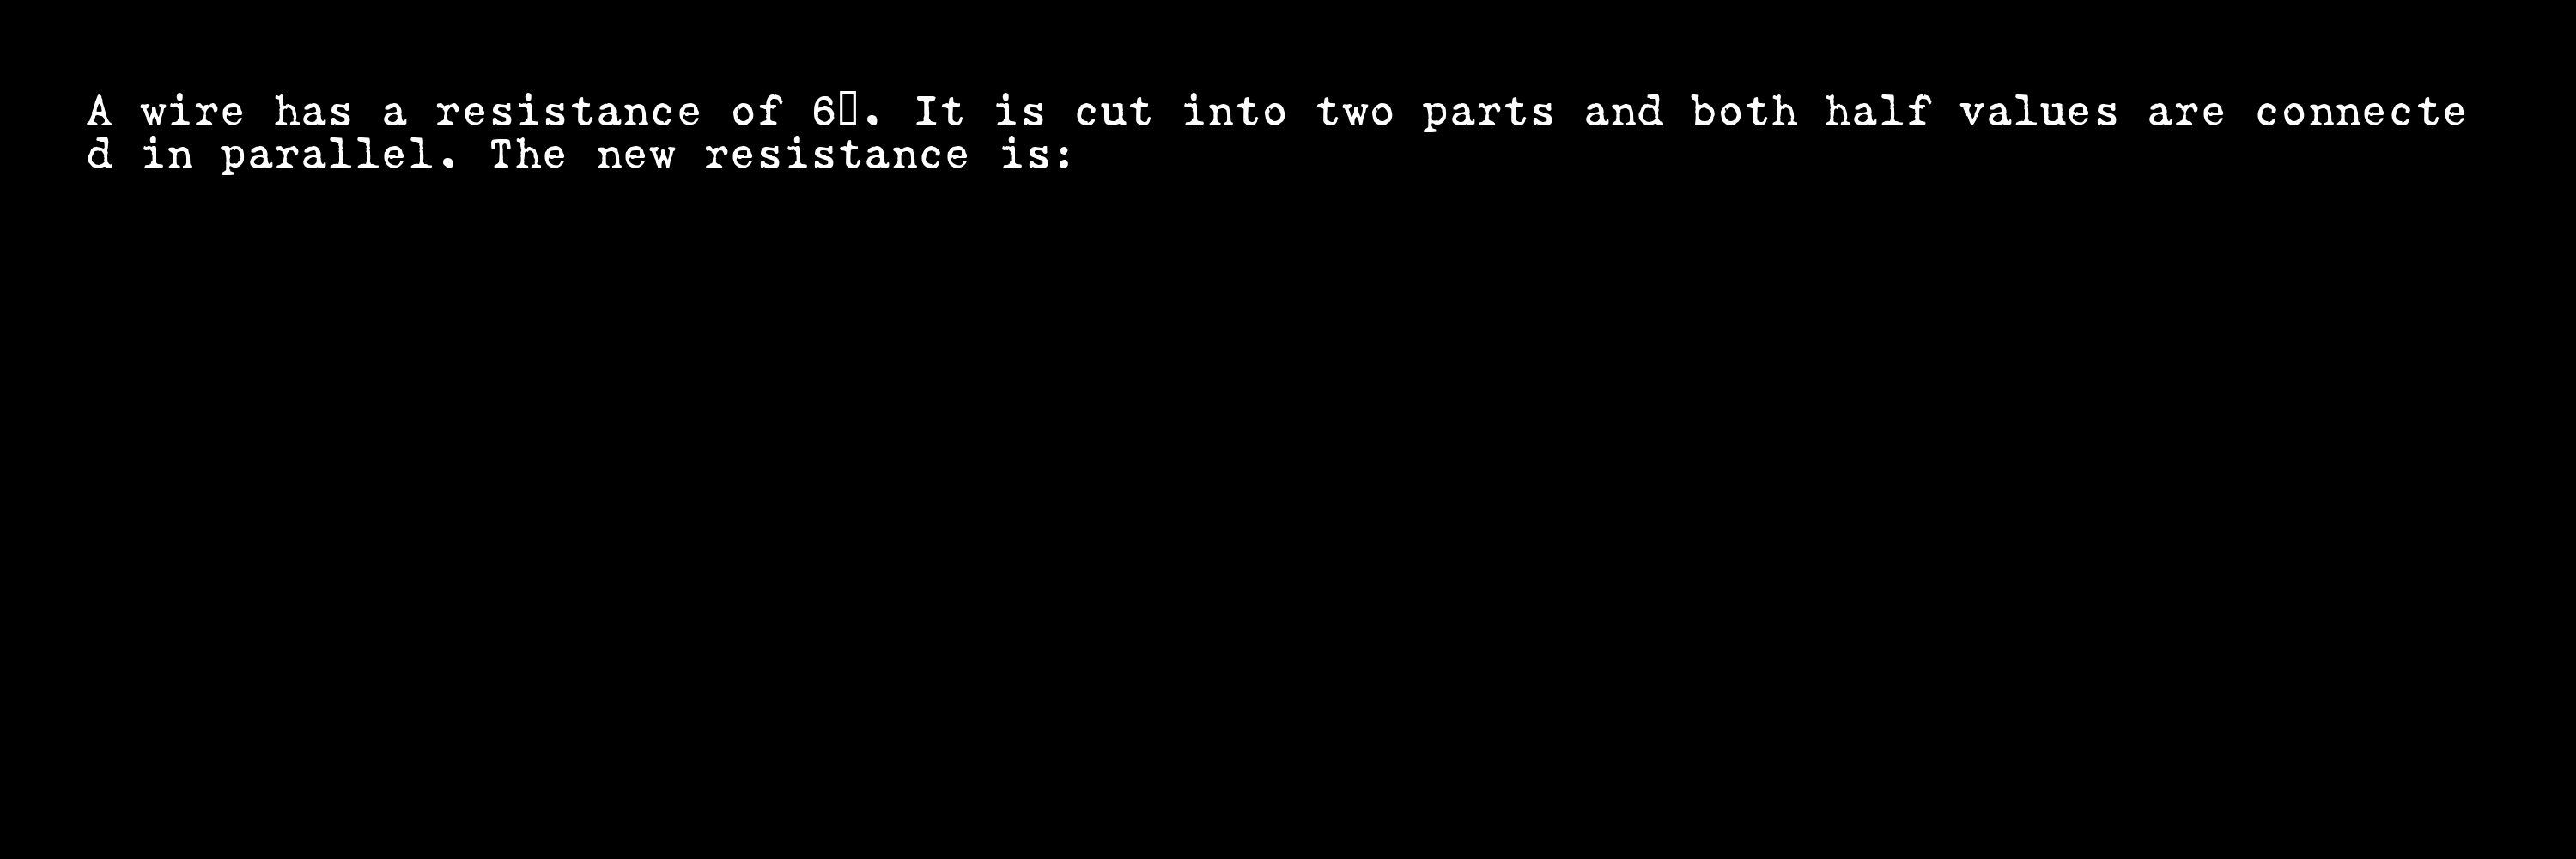 A wire has a resistance of 6▯. It is cut into two parts and both half values are connecte
d in parallel. The new resistance is: